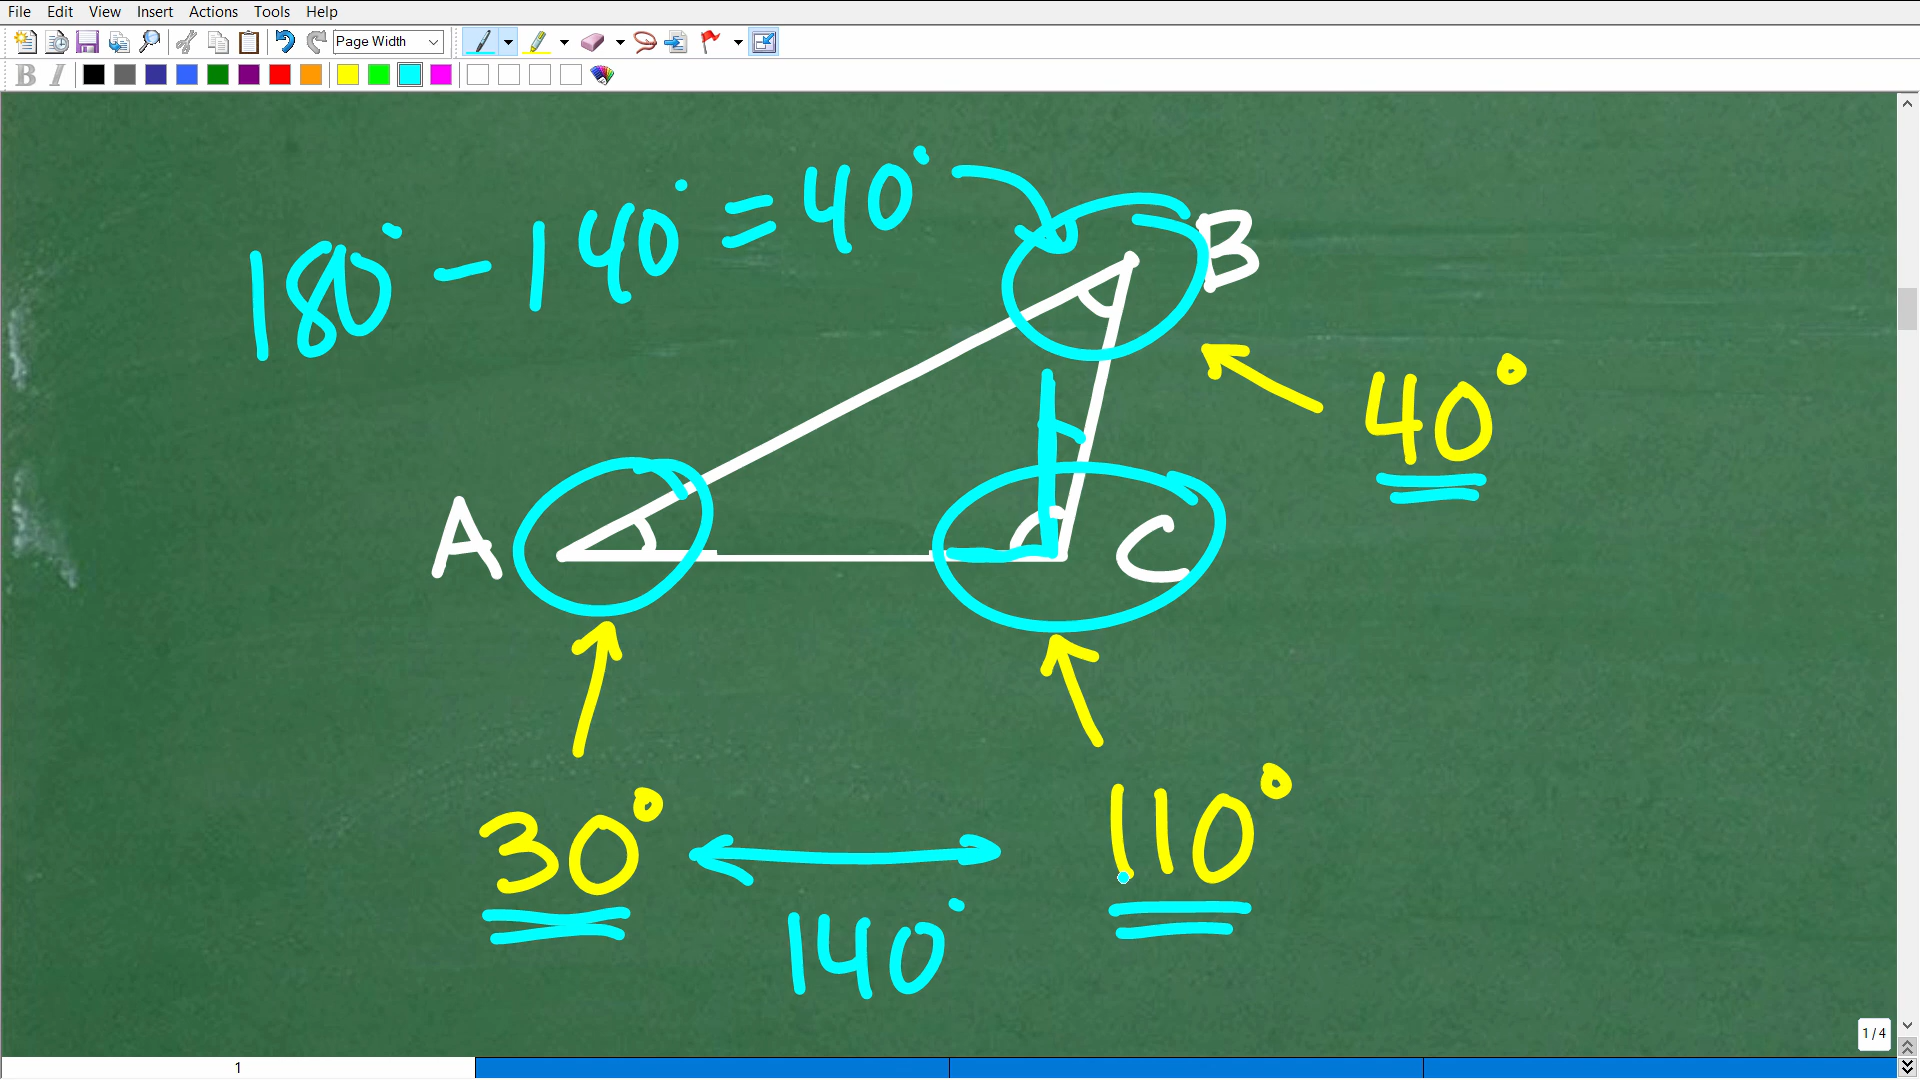 File Edit View Insert Actions Tools Help
Page Width
B I
180° - 140° = 40°
B
40°
A
C
30°
110°
140°
1 / 4
1